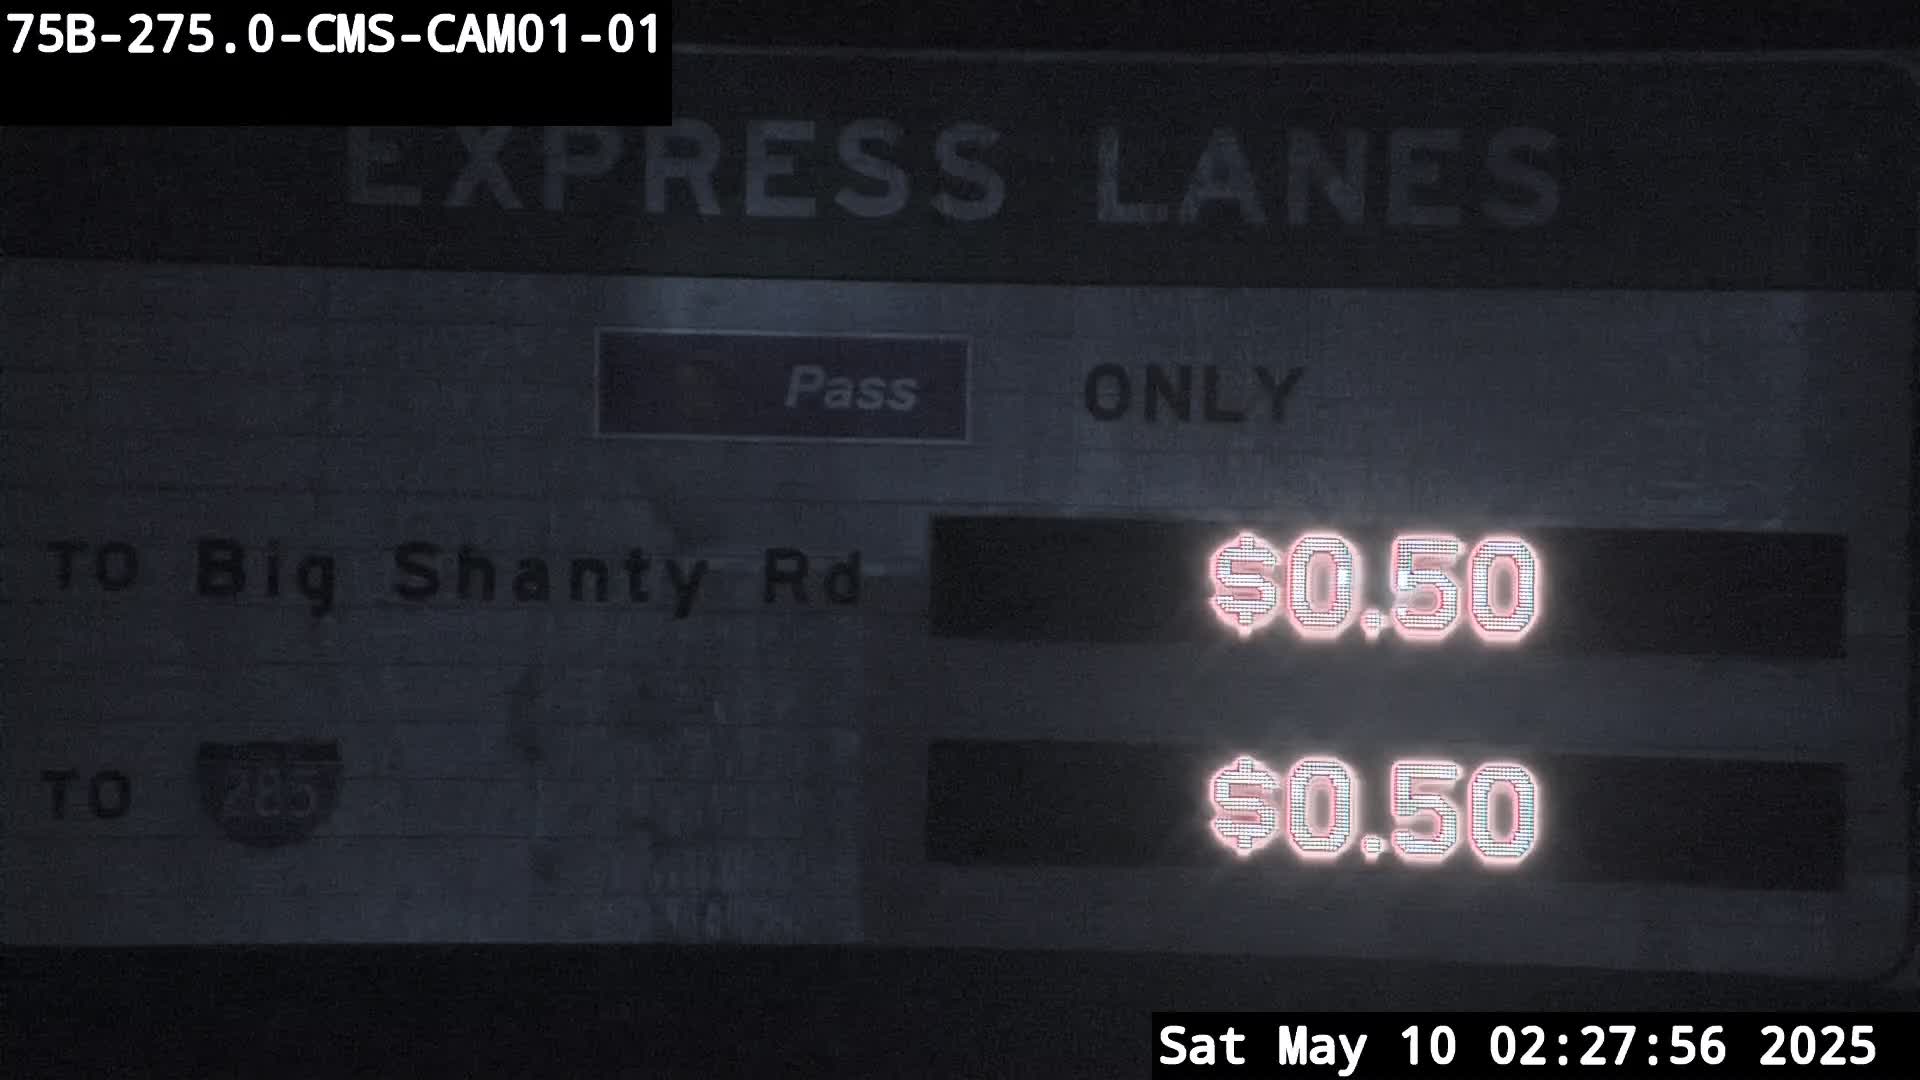 75B-275.0-CMS-CAM01-01
EXPRESS LANES
Pass ONLY
TO Big Shanty Rd $0.50
TO 285 $0.50
Sat May 10 02:27:56 2025